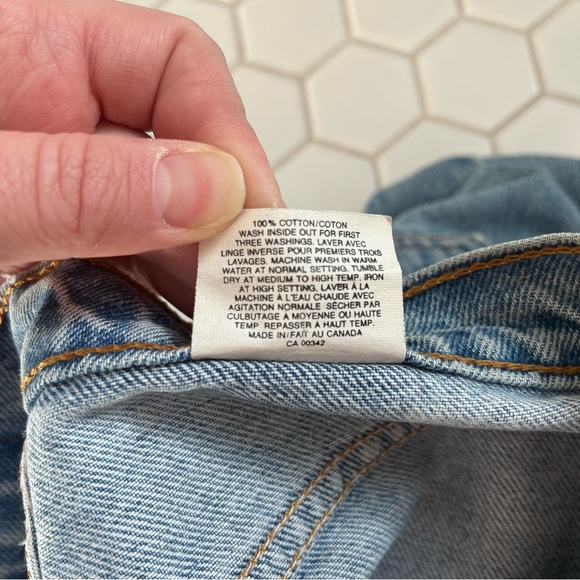 100% COTTON/COTON
WASH INSIDE OUT FOR FIRST
THREE WASHINGS. LAVER AVEC
LINGE INVERSE POUR PREMIERES TROIS
LAVAGES. MACHINE WASH IN WARM
WATER AT NORMAL SETTING. TUMBLE
DRY AT MEDIUM TO HIGH TEMP. IRON
AT HIGH SETTING. LAVER À LA
MACHINE À L'EAU CHAUDE AVEC
AGITATION NORMALE SÉCHER PAR
CULBUTAGE A MOYENNE OU HAUTE
TEMP REPASSER À HAUT TEMP.
MADE IN/FAIT AU CANADA
CA 00342